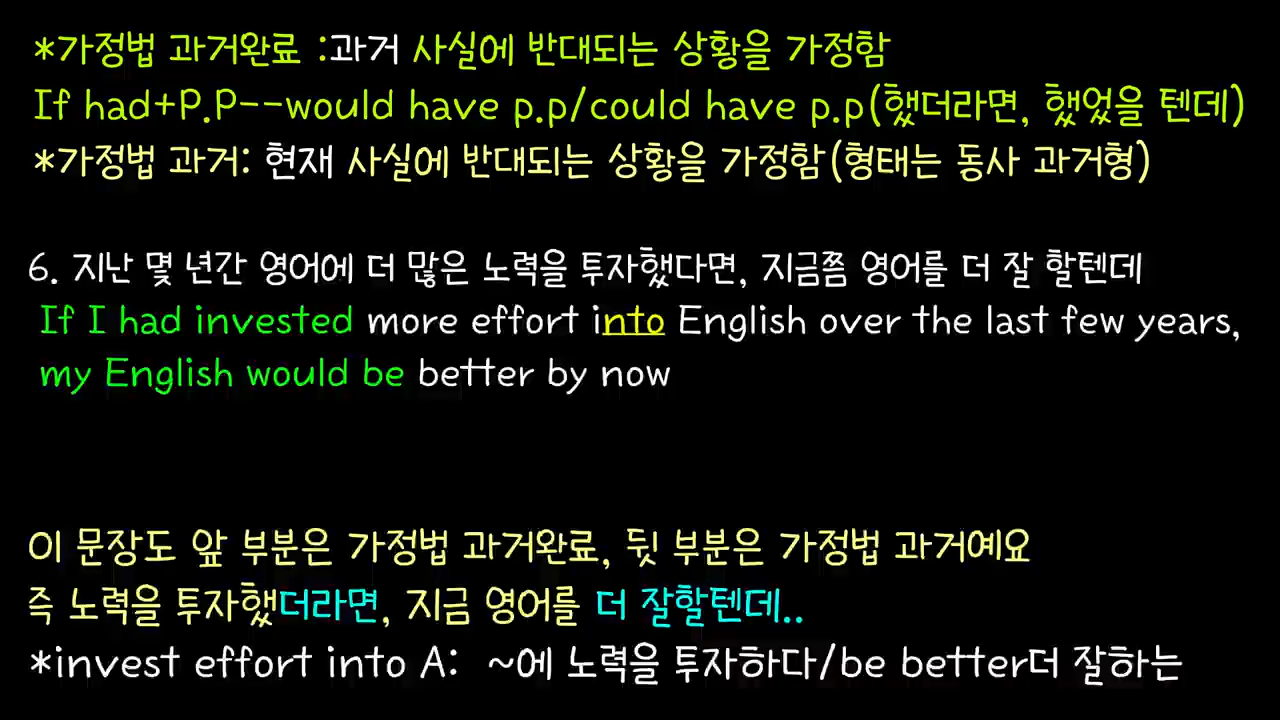 *가정법 과거완료 :과거 사실에 반대되는 상황을 가정함
If had+P.P--would have p.p/could have p.p(했더라면, 했었을 텐데)
*가정법 과거: 현재 사실에 반대되는 상황을 가정함(형태는 동사 과거형)
6. 지난 몇 년간 영어에 더 많은 노력을 투자했다면, 지금쯤 영어를 더 잘 할텐데
If I had invested more effort into English over the last few years,
my English would be better by now
이 문장도 앞 부분은 가정법 과거완료, 뒷 부분은 가정법 과거예요
즉 노력을 투자했더라면, 지금 영어를 더 잘할텐데..
*invest effort into A: ~에 노력을 투자하다/be better더 잘하는